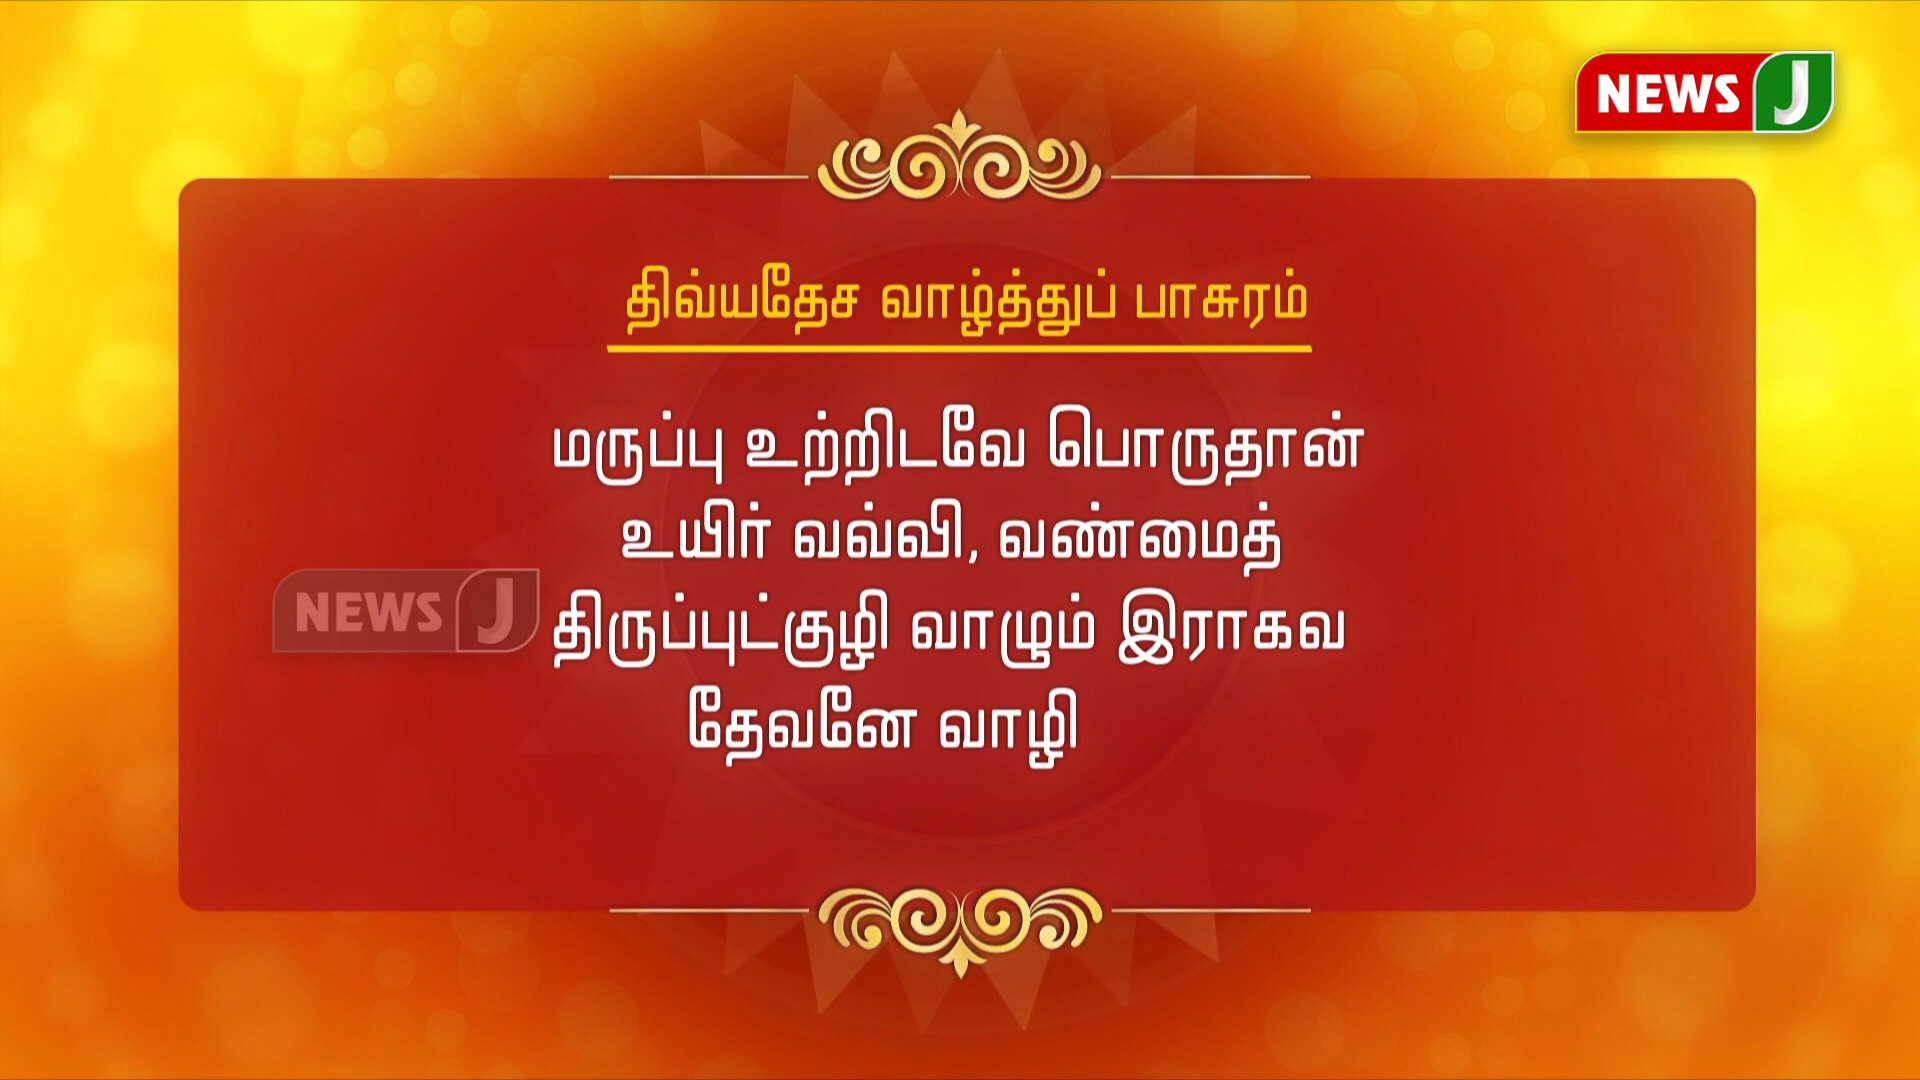 NEWS J
திவ்யதேச வாழ்த்துப் பாசுரம்
மருப்பு உற்றிடவே பொருதான்
உயிர் வவ்வி, வண்மைத்
NEWS J
திருப்புட்குழி வாழும் இராகவ
தேவனே வாழி